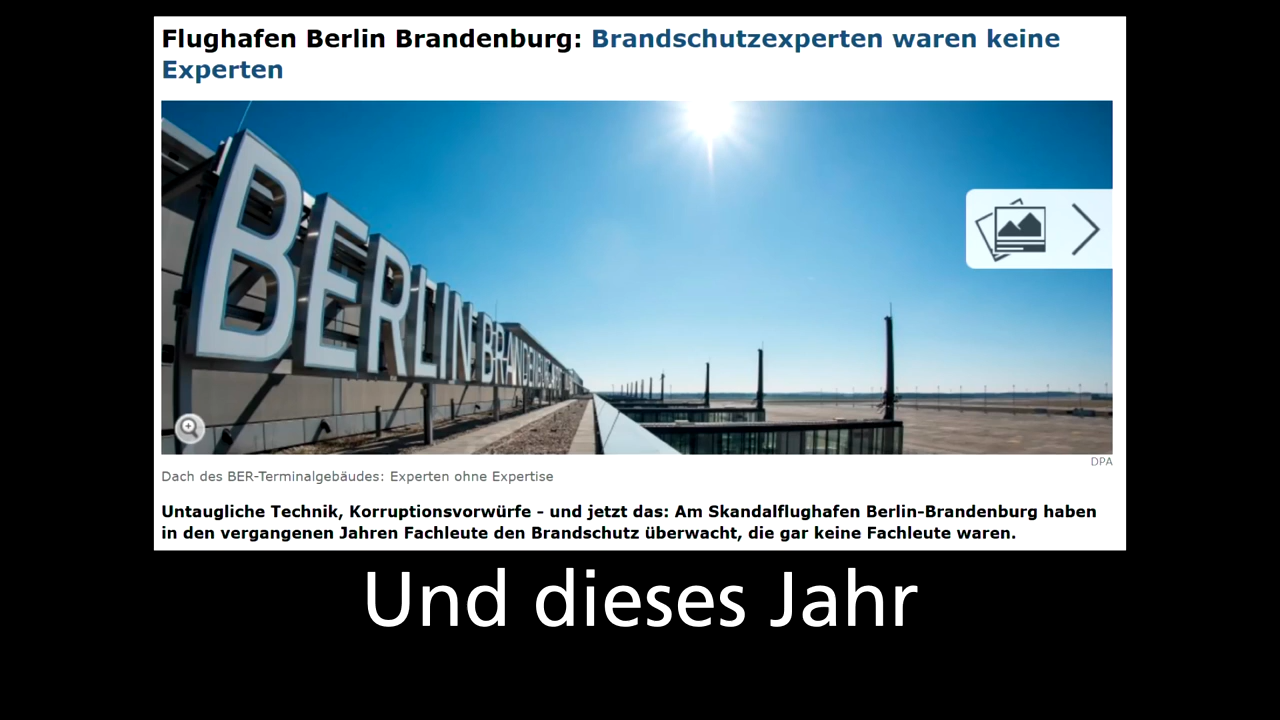 Flughafen Berlin Brandenburg: Brandschutzexperten waren keine
Experten
BERLIN BRANDENBURG
DPA
Dach des BER-Terminalgebäudes: Experten ohne Expertise
Untaugliche Technik, Korruptionsvorwürfe - und jetzt das: Am Skandalflughafen Berlin-Brandenburg haben
in den vergangenen Jahren Fachleute den Brandschutz überwacht, die gar keine Fachleute waren.
Und dieses Jahr